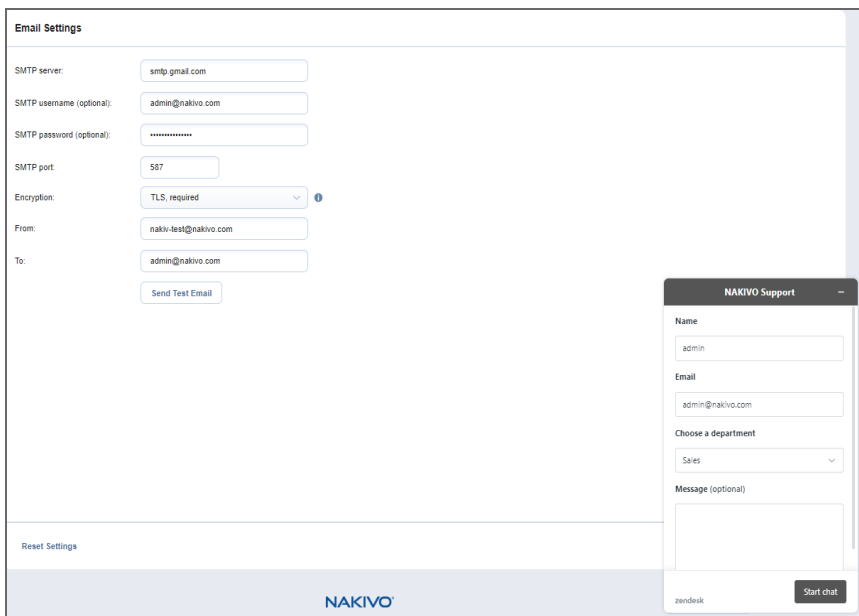 Email Settings
SMTP server:
smtp.gmail.com
SMTP username (optional):
admin@nakivo.com
SMTP password (optional):
•••••••••••••••
SMTP port:
587
Encryption:
TLS, required
From:
nakiv-test@nakivo.com
To:
admin@nakivo.com
Send Test Email
Reset Settings
NAKIVO
NAKIVO Support
Name
admin
Email
admin@nakivo.com
Choose a department
Sales
Message (optional)
zendesk
Start chat